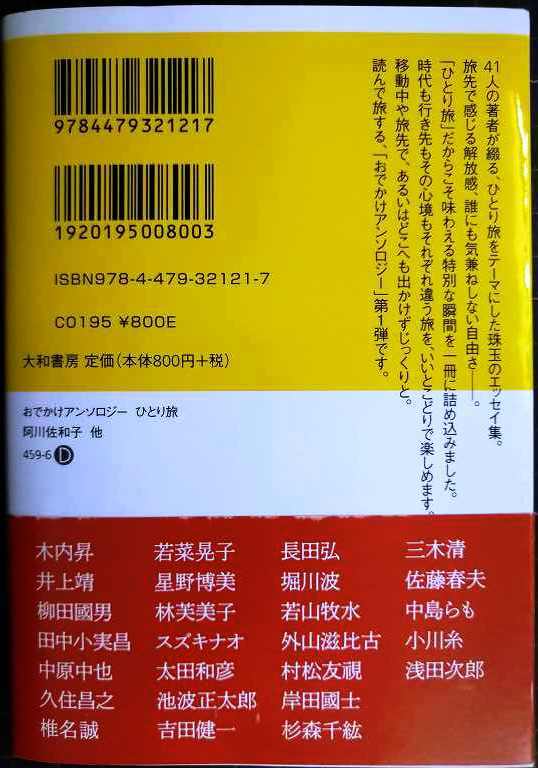 41人の著者が綴る、ひとり旅をテーマにした珠玉のエッセイ集。
旅先で感じる解放感、誰にも気兼ねしない自由さ――。
「ひとり旅」だからこそ味わえる特別な瞬間を一冊に詰め込みました。
時代も行き先もその心境もそれぞれ違う旅を、いいとこどりで楽しめます。
移動中や旅先で、あるいはどこへも出かけずじっくりと。
読んで旅する、「おでかけアンソロジー」第1弾です。
9784479321217
1920195008003
ISBN978-4-479-32121-7
C0195 ¥800E
大和書房 定価(本体800円+税)
おでかけアンソロジー ひとり旅
阿川佐和子 他
459-6 D
木内昇 若菜晃子 長田弘 三木清
井上靖 星野博美 堀川波 佐藤春夫
柳田國男 林芙美子 若山牧水 中島らも
田中小実昌 スズキナオ 外山滋比古 小川糸
中原中也 太田和彦 村松友視 浅田次郎
久住昌之 池波正太郎 岸田國士
椎名誠 吉田健一 杉森千紘